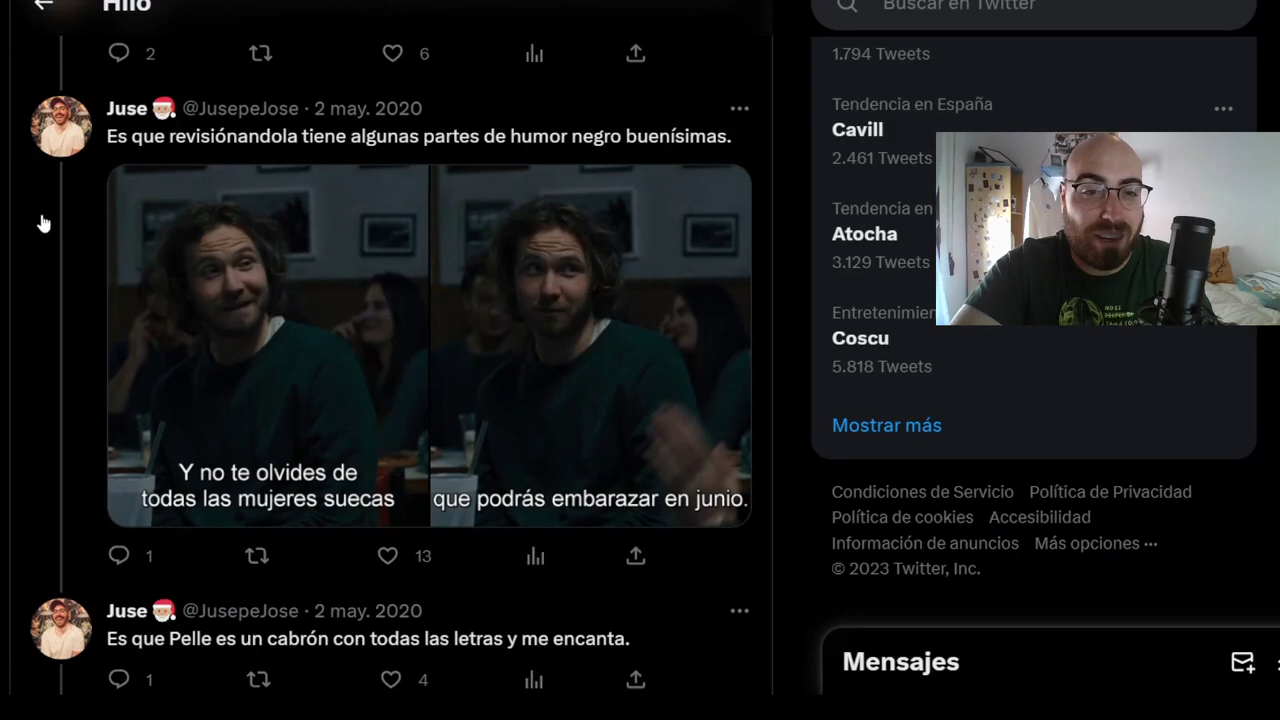 Hilo
Buscar en Twitter
2
6
1.794 Tweets
Juse @JusepeJose · 2 may. 2020
Es que revisiónandola tiene algunas partes de humor negro buenísimas.
Y no te olvides de
todas las mujeres suecas
que podrás embarazar en junio.
1
13
Juse @JusepeJose · 2 may. 2020
Es que Pelle es un cabrón con todas las letras y me encanta.
1
4
Tendencia en España
Cavill
2.461 Tweets
Tendencia en
Atocha
3.129 Tweets
Coscu
5.818 Tweets
Mostrar más
Condiciones de Servicio Política de Privacidad
Política de cookies Accesibilidad
Información de anuncios Más opciones ···
© 2023 Twitter, Inc.
Mensajes